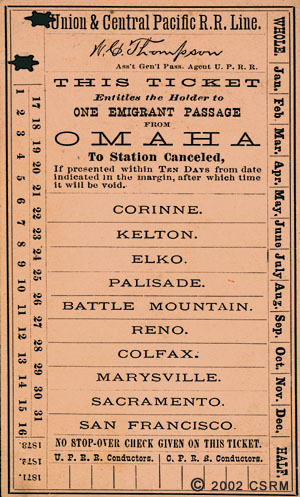 Union & Central Pacific R. R. Line.
W. C. Thompson
Ass't Gen'l Pass. Agent U. P. R. R.
THIS TICKET
Entitles the Holder to
ONE EMIGRANT PASSAGE
FROM
OMAHA
To Station Canceled,
If presented within TEN DAYS from date
indicated in the margin, after which time
it will be void.
CORINNE.
KELTON.
ELKO.
PALISADE.
BATTLE MOUNTAIN.
RENO.
COLFAX.
MARYSVILLE.
SACRAMENTO.
SAN FRANCISCO.
NO STOP-OVER CHECK GIVEN ON THIS TICKET.
U. P. R. R. Conductors. C. P. R. R. Conductors.
1 2 3 4 5 6 7 8 9 10 11 12 13 14 15 16
17 18 19 20 21 22 23 24 25 26 27 28 29 30 31
1873. 1872. 1871.
WHOLE. Jan. Feb. Mar. Apr. May. June July Aug. Sep. Oct. Nov. Dec. HALF.
© 2002 CSRM